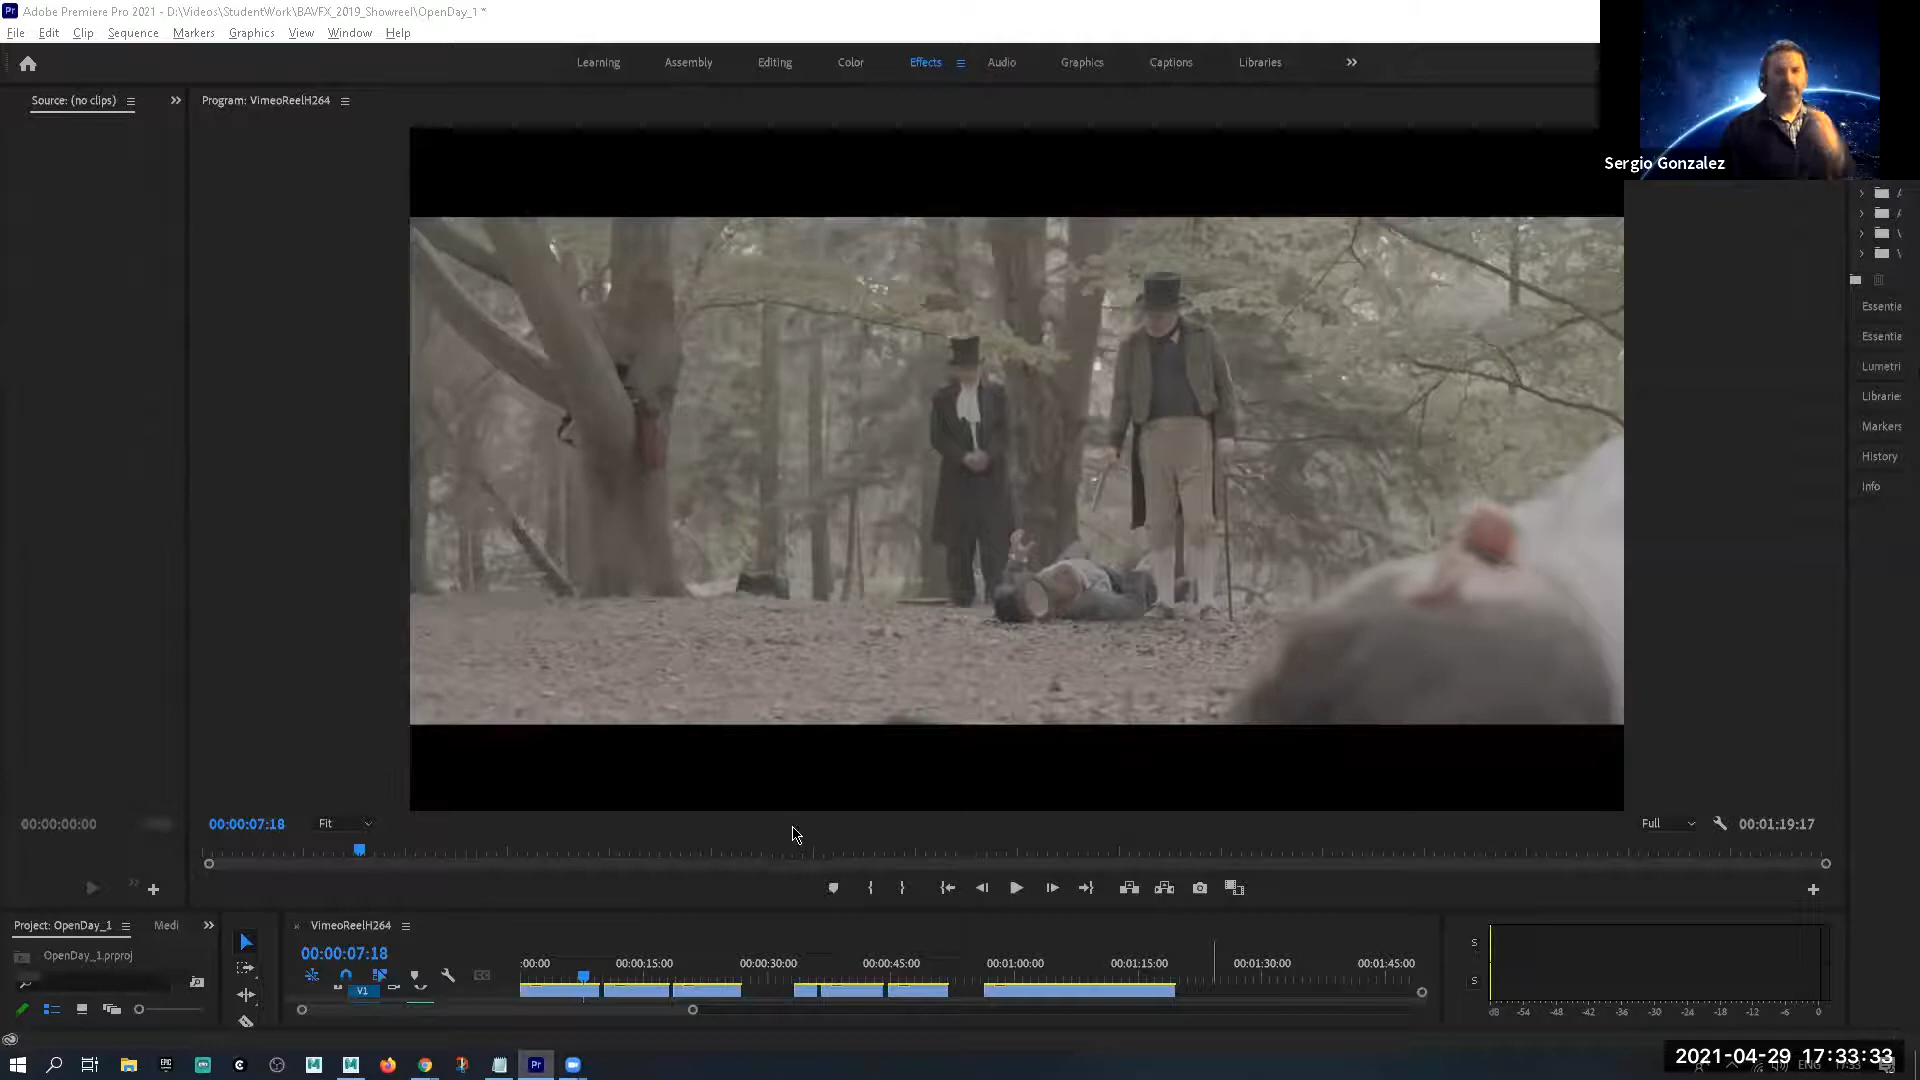 Adobe Premiere Pro 2021 - D:\Videos\StudentWork\BAVFX_2019_Showreel\OpenDay_1 *
File Edit Clip Sequence Markers Graphics View Window Help
Learning Assembly Editing Color Effects Audio Graphics Captions Libraries
Source: (no clips) Program: VimeoReelH264
Sergio Gonzalez
Essentia
Essentia
Lumetri
Libraries
Markers
History
Info
00:00:00:00 00:00:07:18 Fit Full 00:01:19:17
Project: OpenDay_1 Medi VimeoReelH264
OpenDay_1.prproj 00:00:07:18
:00:00 00:00:15:00 00:00:30:00 00:00:45:00 00:01:00:00 00:01:15:00 00:01:30:00 00:01:45:00
S
S
V1
dB -54 -48 -42 -36 -30 -24 -18 -12 -6 0
2021-04-29 17:33:33
ENG